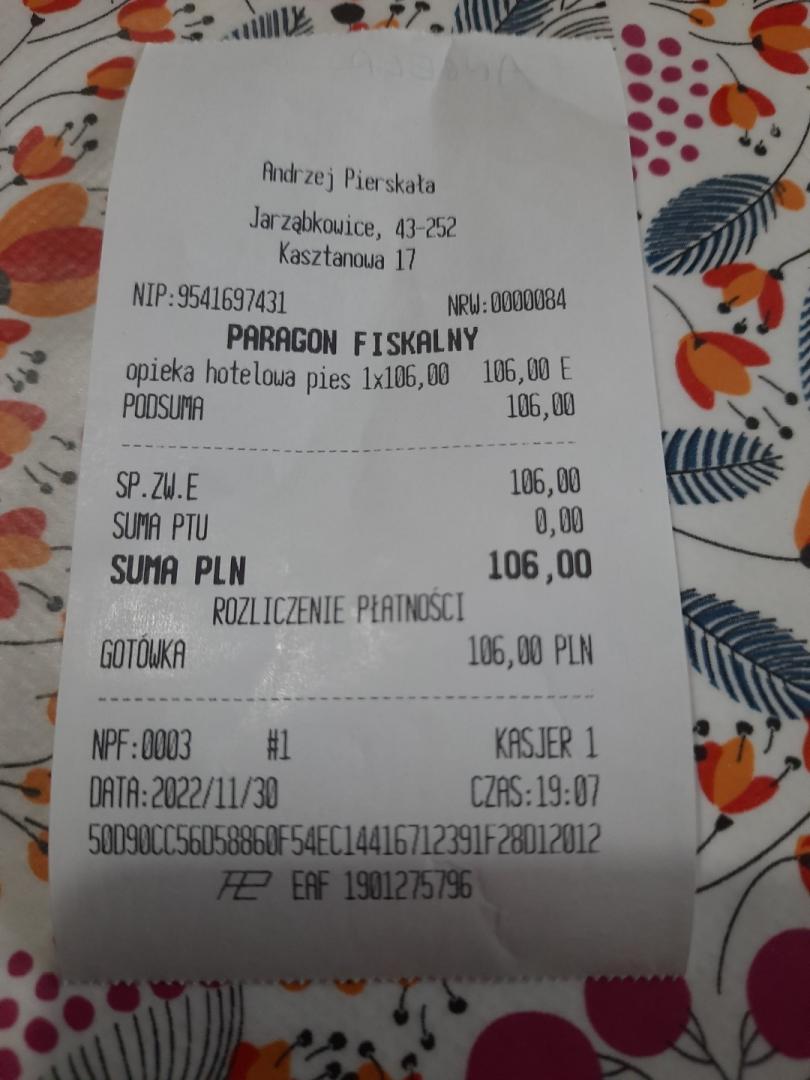 Andrzej Pierskała
Jarząbkowice, 43-252
Kasztanowa 17
NIP:9541697431 NRW:0000084
PARAGON FISKALNY
opieka hotelowa pies 1x106,00 106,00 E
PODSUMA 106,00
SP.ZW.E 106,00
SUMA PTU 0,00
SUMA PLN 106,00
ROZLICZENIE PŁATNOŚCI
GOTÓWKA 106,00 PLN
NPF:0003 #1 KASJER 1
DATA:2022/11/30 CZAS:19:07
50D90CC56D58860F54EC14416712391F28D12012
EAF 1901275796